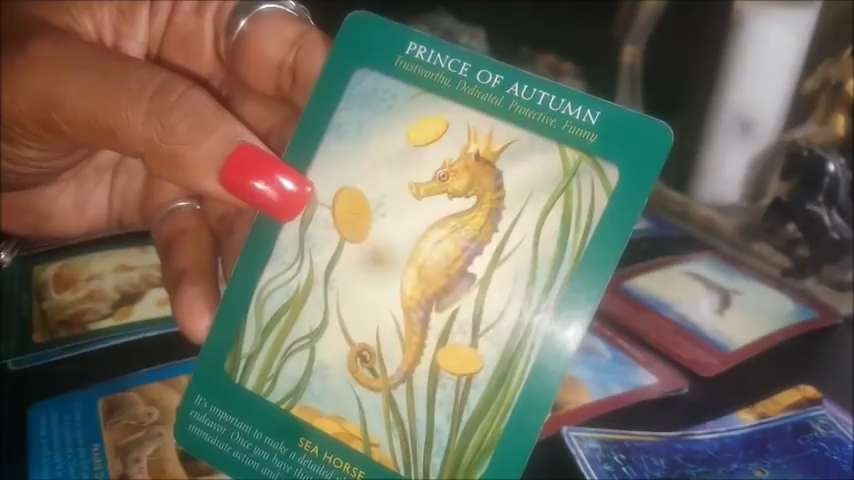 PRINCE OF AUTUMN
Trustworthy, Dedicated, Protective, Funny
SEA HORSE
It's important to make a detailed
endeavor. Once you have
immediate action and